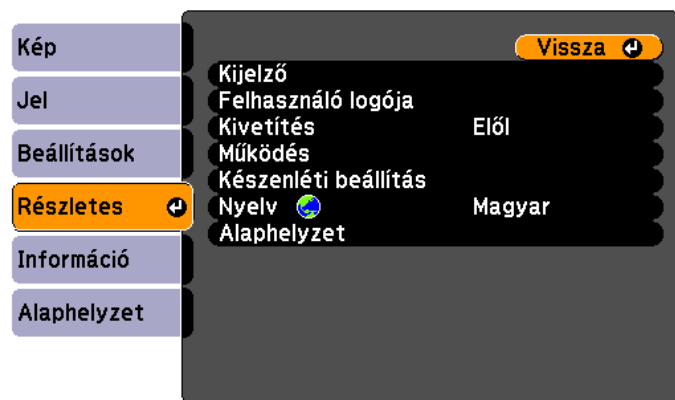 Kép
Jel
Beállítások
Részletes
Információ
Alaphelyzet
Vissza
Kijelző
Felhasználó logója
Kivetítés Elől
Működés
Készenléti beállítás
Nyelv Magyar
Alaphelyzet